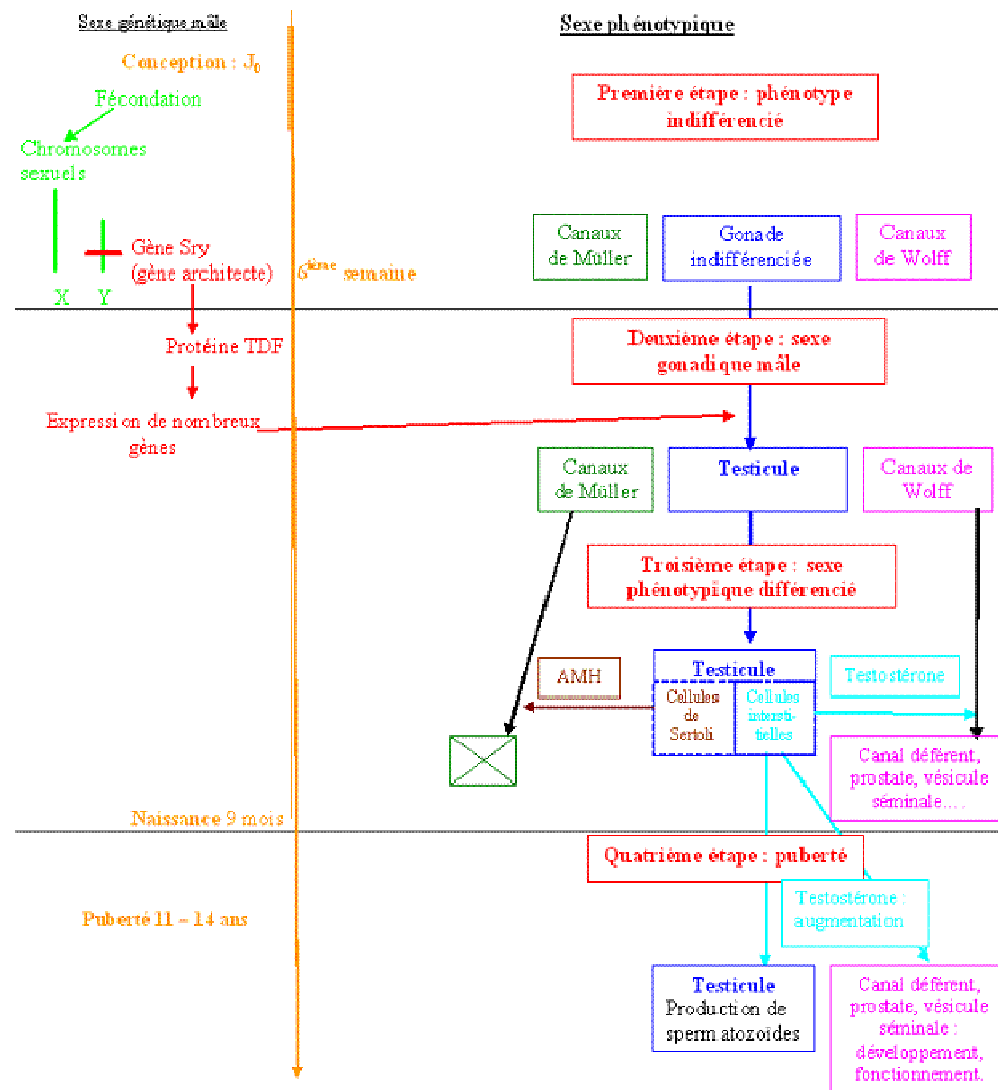 Sexe génétique mâle
Sexe phénotypique
Conception : J0
Fécondation
Chromosomes
sexuels
Gène Sry
(gène architecte)
X
Y
6ième semaine
Première étape : phénotype
indifférencié
Canaux
de Müller
Gonade
indifférenciée
Canaux
de Wolff
Protéine TDF
Expression de nombreux
gènes
Deuxième étape : sexe
gonadique mâle
Canaux
de Müller
Testicule
Canaux de
Wolff
Troisième étape : sexe
phénotypique différencié
AMH
Testicule
Cellules
de
Sertoli
Cellules
intersti-
tielles
Testostérone
Canal déférent,
prostate, vésicule
séminale….
Naissance 9 mois
Quatrième étape : puberté
Puberté 11 – 14 ans
Testostérone :
augmentation
Testicule
Production de
spermatozoïdes
Canal déférent,
prostate, vésicule
séminale :
développement,
fonctionnement.